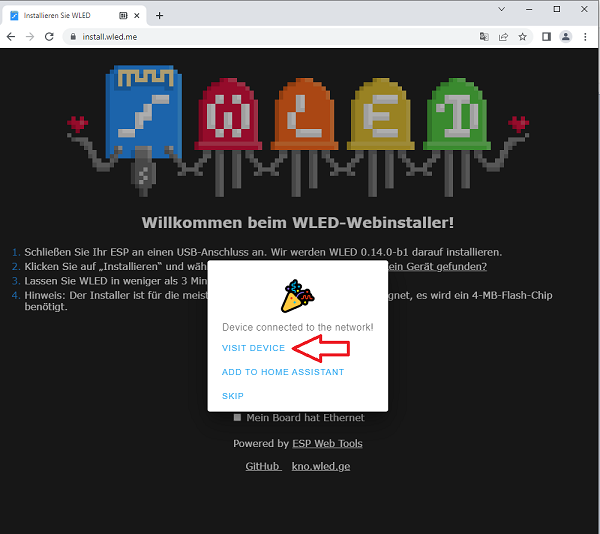 Installieren Sie WLED
install.wled.me
WLED
Willkommen beim WLED-Webinstaller!
1. Schließen Sie Ihr ESP an einen USB-Anschluss an. Wir werden WLED 0.14.0-b1 darauf installieren.
2. Klicken Sie auf „Installieren“ und wäh ein Gerät gefunden?
3. Lassen Sie WLED in weniger als 3 Min
4. Hinweis: Der Installer ist für die meist gnet, es wird ein 4-MB-Flash-Chip
benötigt.
Device connected to the network!
VISIT DEVICE
ADD TO HOME ASSISTANT
SKIP
Mein Board hat Ethernet
Powered by ESP Web Tools
GitHub kno.wled.ge